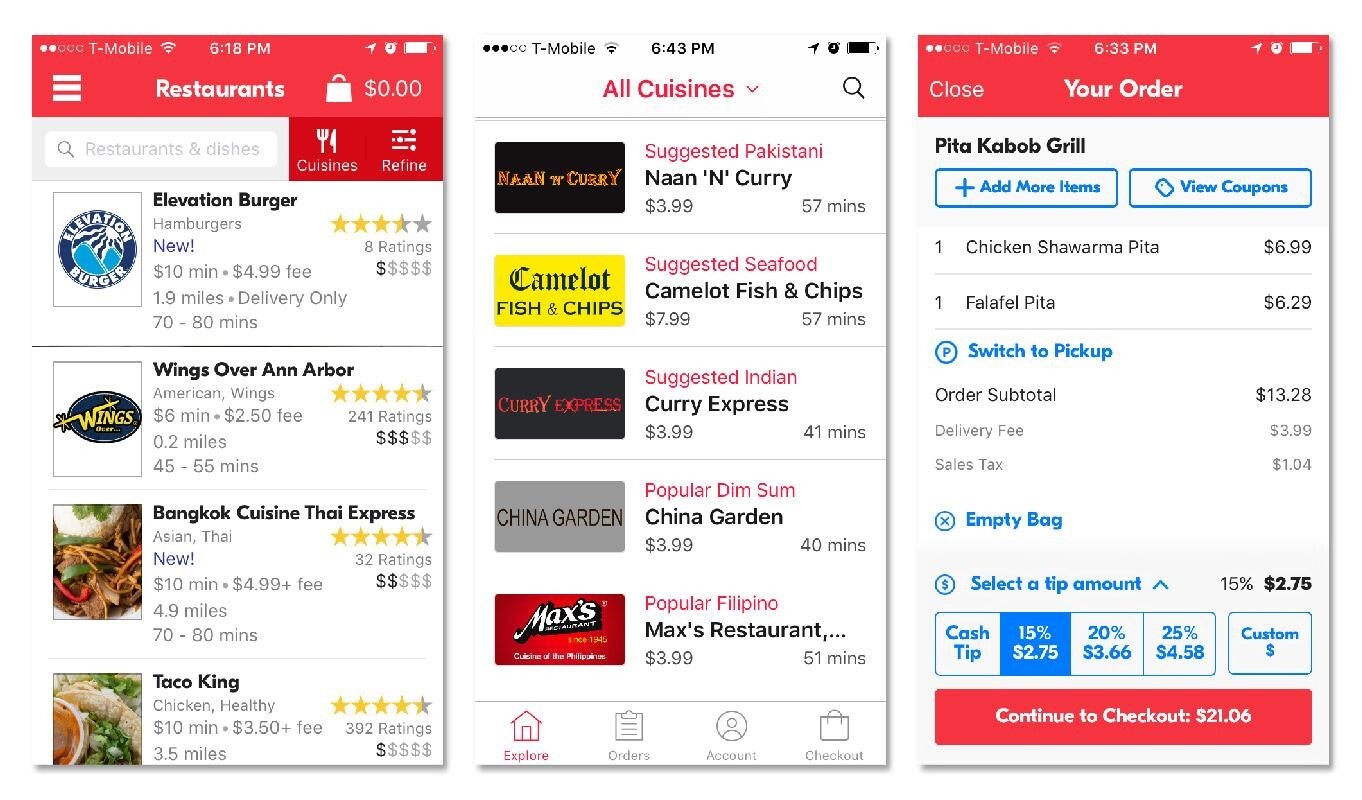 T-Mobile 6:18 PM
Restaurants $0.00
Restaurants & dishes
Cuisines Refine
ELEVATION BURGER
Elevation Burger
Hamburgers
New! 8 Ratings
$10 min • $4.99 fee $$$$$
1.9 miles • Delivery Only
70 - 80 mins
WINGS Over...
Wings Over Ann Arbor
American, Wings
$6 min • $2.50 fee 241 Ratings
0.2 miles $$$$$
45 - 55 mins
Bangkok Cuisine Thai Express
Asian, Thai
New! 32 Ratings
$10 min • $4.99+ fee $$$$$
4.9 miles
70 - 80 mins
Taco King
Chicken, Healthy
$10 min • $3.50+ fee 392 Ratings
3.5 miles $$$$$
T-Mobile 6:43 PM
All Cuisines
NAAN 'N' CURRY
Suggested Pakistani
Naan 'N' Curry
$3.99 57 mins
Camelot
FISH & CHIPS
Suggested Seafood
Camelot Fish & Chips
$7.99 57 mins
CURRY EXPRESS
Suggested Indian
Curry Express
$3.99 41 mins
CHINA GARDEN
Popular Dim Sum
China Garden
$3.99 40 mins
Max's
RESTAURANT
since 1945
Cuisine of the Philippines
Popular Filipino
Max's Restaurant,...
$3.99 51 mins
Explore Orders Account Checkout
T-Mobile 6:33 PM
Close Your Order
Pita Kabob Grill
+ Add More Items View Coupons
1 Chicken Shawarma Pita $6.99
1 Falafel Pita $6.29
P Switch to Pickup
Order Subtotal $13.28
Delivery Fee $3.99
Sales Tax $1.04
Empty Bag
$ Select a tip amount 15% $2.75
Cash 15% 20% 25% Custom
Tip $2.75 $3.66 $4.58 $
Continue to Checkout: $21.06